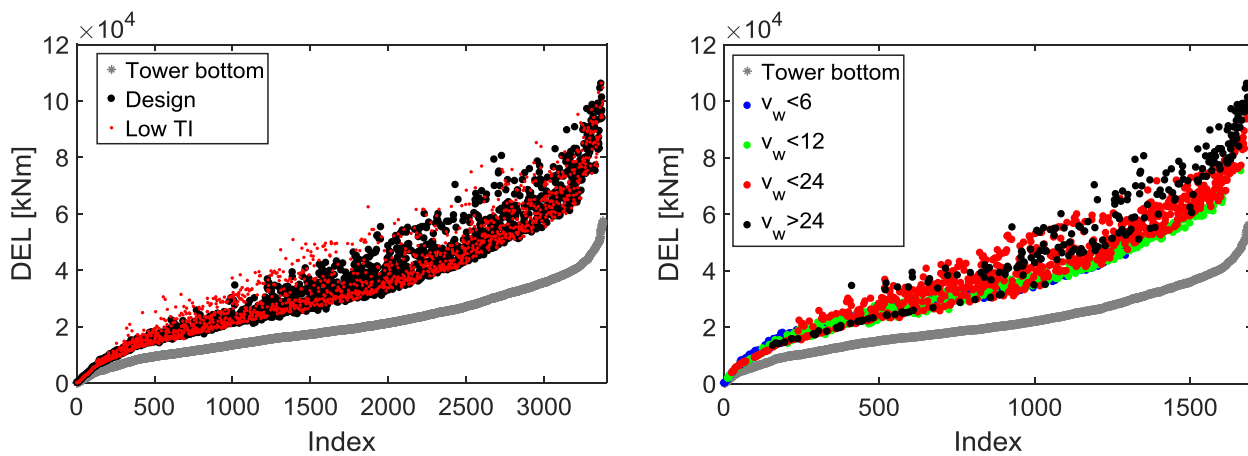 ×10⁴
12
10
8
6
4
2
0
DEL [kNm]
Tower bottom
Design
Low TI
0 500 1000 1500 2000 2500 3000
Index
×10⁴
12
10
8
6
4
2
0
DEL [kNm]
Tower bottom
v_w<6
v_w<12
v_w<24
v_w>24
0 500 1000 1500
Index